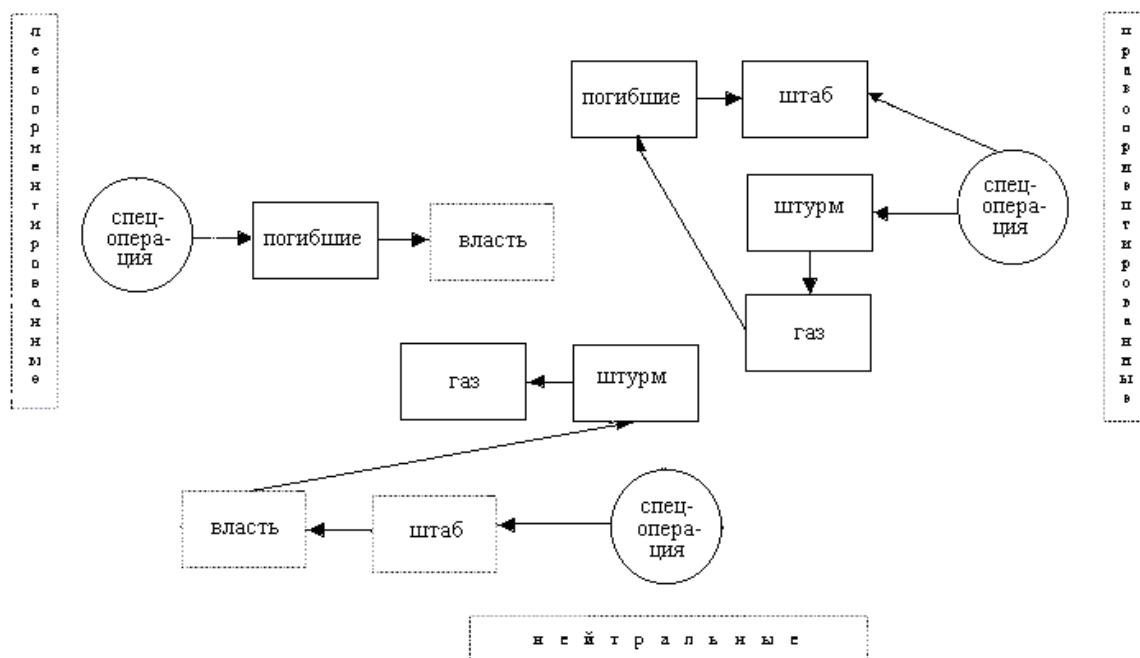 левоориентированные
спец-
опера-
ция
погибшие
власть
погибшие
штаб
штурм
газ
спец-
опера-
ция
правоориентированные
газ
штурм
власть
штаб
спец-
опера-
ция
нейтральные